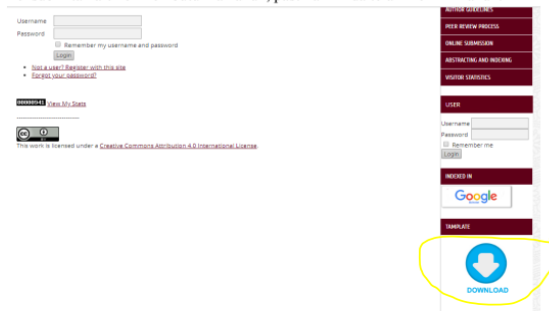 Username
Password
Remember my username and password
Login
Not a user? Register with this site
Forgot your password?
View My Stats
This work is licensed under a Creative Commons Attribution 4.0 International License.
AUTHOR GUIDELINES
PEER REVIEW PROCESS
ONLINE SUBMISSION
ABSTRACTING AND INDEXING
VISITOR STATISTICS
USER
Username
Password
Remember me
Login
INDEXED IN
Google
TAMPLATE
DOWNLOAD